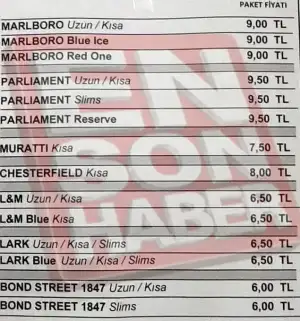 PAKET FİYATI
MARLBORO Uzun / Kısa 9,00 TL
MARLBORO Blue Ice 9,00 TL
MARLBORO Red One 9,00 TL
PARLIAMENT Uzun / Kısa 9,50 TL
PARLIAMENT Slims 9,50 TL
PARLIAMENT Reserve 9,50 TL
MURATTI Kısa 7,50 TL
CHESTERFIELD Kısa 8,00 TL
L&M Uzun / Kısa 6,50 TL
L&M Blue Kısa 6,50 TL
LARK Uzun / Kısa / Slims 6,50 TL
LARK Blue Uzun / Kısa / Slims 6,50 TL
BOND STREET 1847 Uzun / Kısa 6,00 TL
BOND STREET 1847 Slims 6,00 TL
EN
SON
HABER